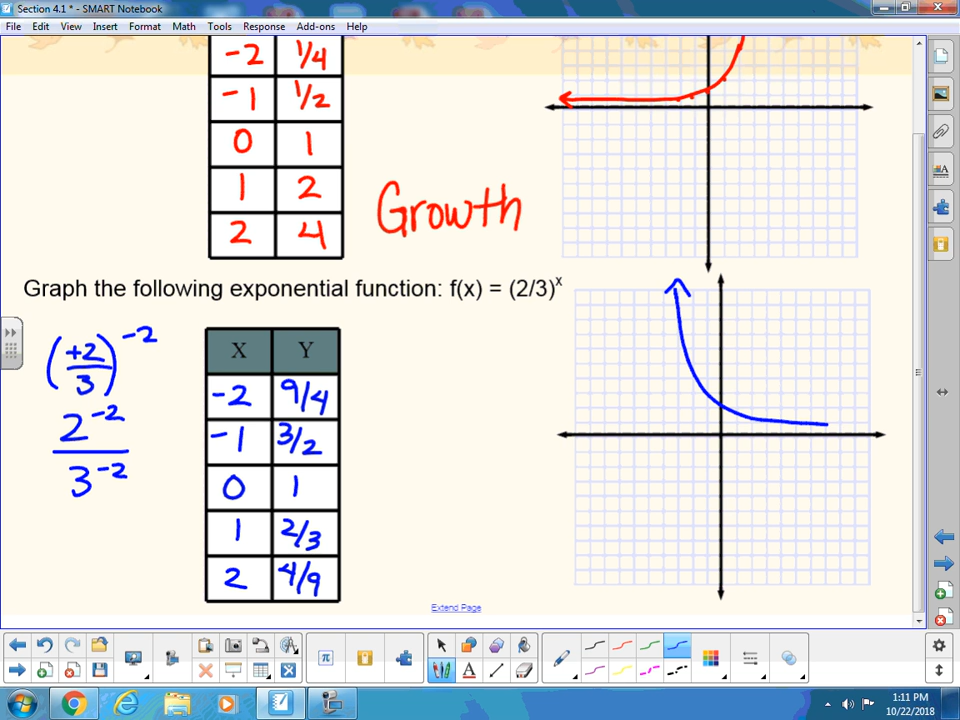 Section 4.1 * - SMART Notebook
File Edit View Insert Format Math Tools Response Add-ons Help
-2 1/4
-1 1/2
0 1
1 2
2 4
Growth
Graph the following exponential function: f(x) = (2/3)^x
(+2/3)^-2
2^-2
3^-2
X Y
-2 9/4
-1 3/2
0 1
1 2/3
2 4/9
Extend Page
1:11 PM
10/22/2018